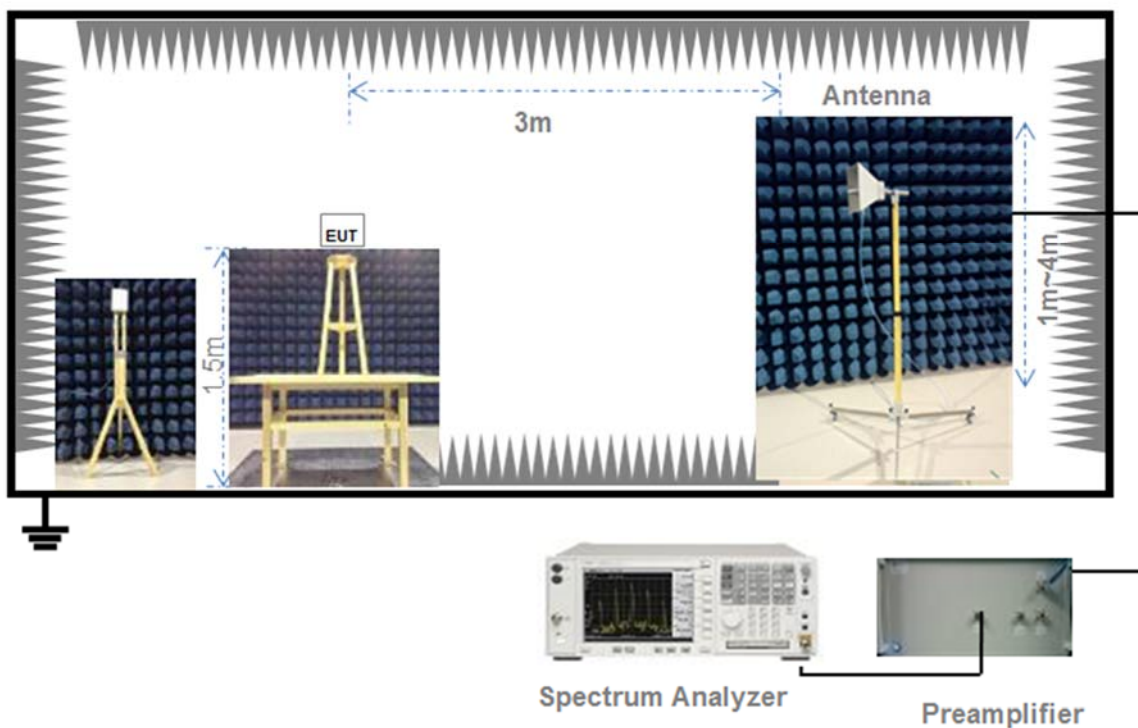 Antenna
3m
EUT
1.5m
1m~4m
Spectrum Analyzer
Preamplifier